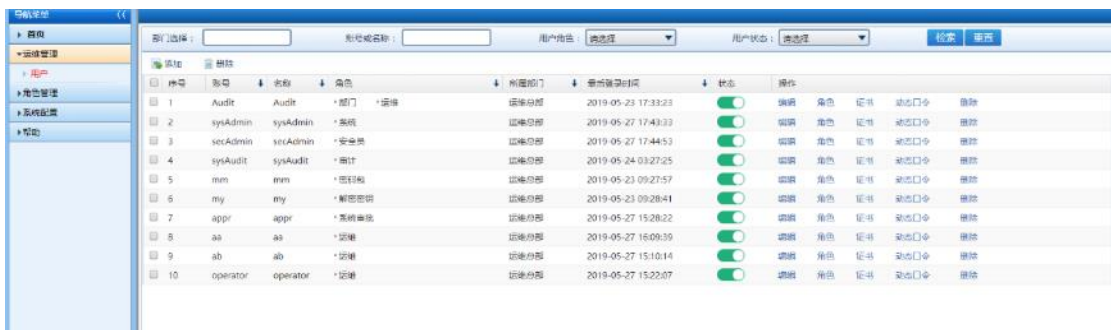 导航菜单
首页
运维管理
用户
角色管理
系统配置
帮助
部门选择： 账号或名称： 用户角色： 请选择 用户状态： 请选择 检索 重置
添加 删除
序号 账号 名称 角色 所属部门 最后登录时间 状态 操作
1 Audit Audit 部门 运维 运维总部 2019-05-23 17:33:23 编辑 角色 证书 动态口令 删除
2 sysAdmin sysAdmin 系统 运维总部 2019-05-27 17:43:33 编辑 角色 证书 动态口令 删除
3 secAdmin secAdmin 安全员 运维总部 2019-05-27 17:44:53 编辑 角色 证书 动态口令 删除
4 sysAudit sysAudit 审计 运维总部 2019-05-24 03:27:25 编辑 角色 证书 动态口令 删除
5 mm mm 密码包 运维总部 2019-05-23 09:27:57 编辑 角色 证书 动态口令 删除
6 my my 解密密钥 运维总部 2019-05-23 09:28:41 编辑 角色 证书 动态口令 删除
7 appr appr 系统审批 运维总部 2019-05-27 15:28:22 编辑 角色 证书 动态口令 删除
8 aa aa 运维 运维总部 2019-05-27 16:09:39 编辑 角色 证书 动态口令 删除
9 ab ab 运维 运维总部 2019-05-27 15:10:14 编辑 角色 证书 动态口令 删除
10 operator operator 运维 运维总部 2019-05-27 15:22:07 编辑 角色 证书 动态口令 删除